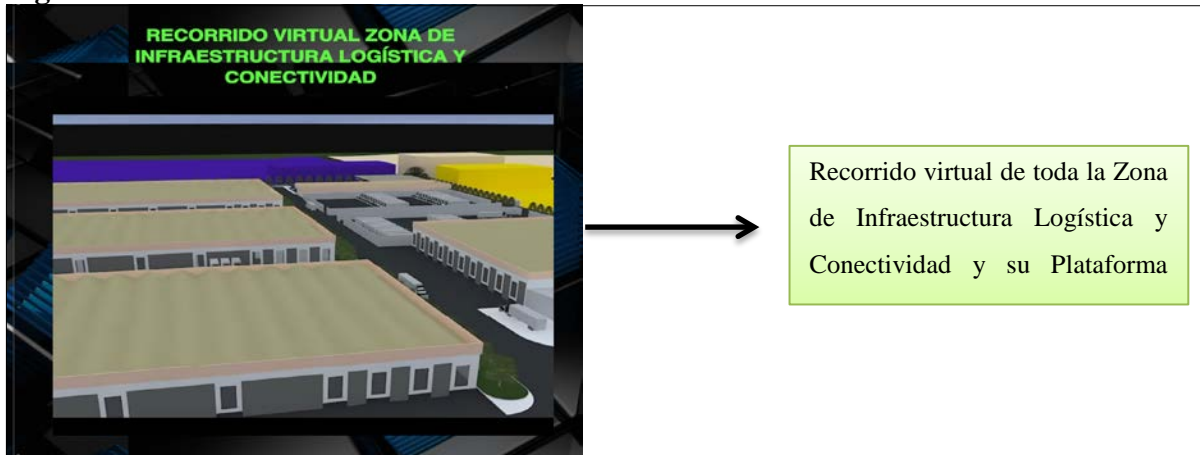 RECORRIDO VIRTUAL ZONA DE
INFRAESTRUCTURA LOGÍSTICA Y
CONECTIVIDAD
Recorrido virtual de toda la Zona
de Infraestructura Logística y
Conectividad y su Plataforma